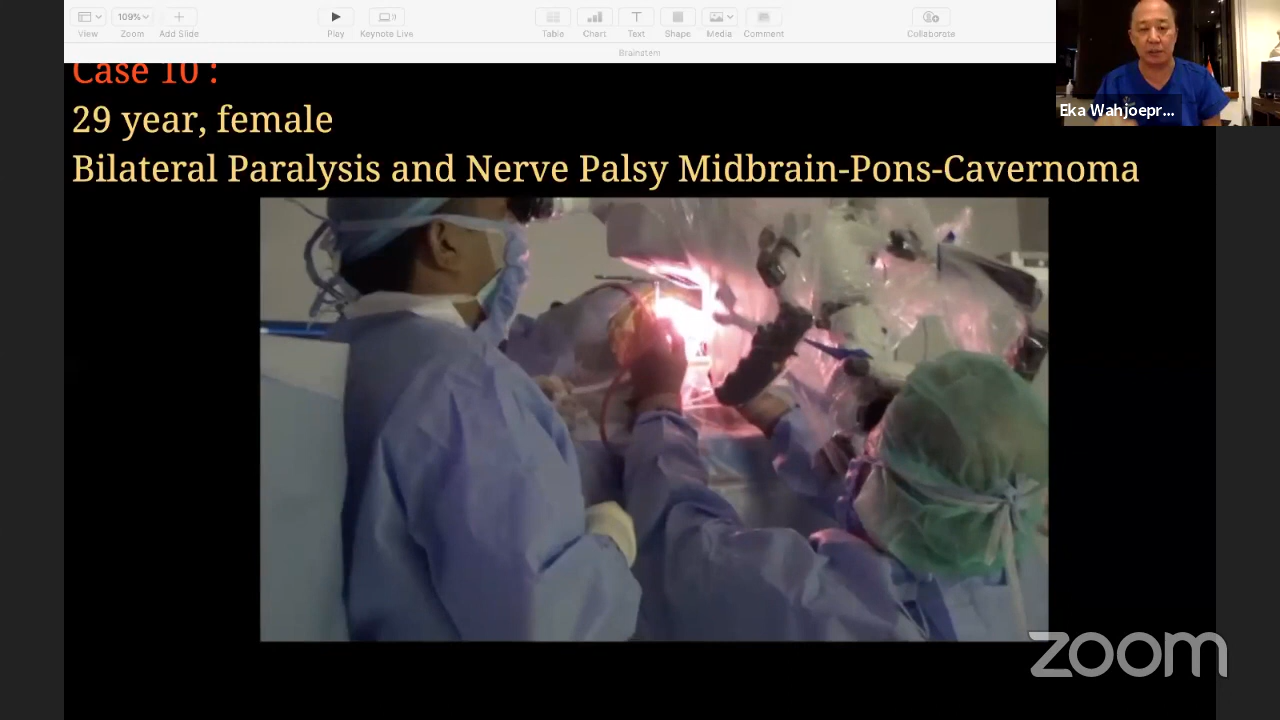 109%
View
Zoom
Add Slide
Play
Keynote Live
Table
Chart
Text
Shape
Media
Comment
Collaborate
Brainstem
Case 10 :
29 year, female
Bilateral Paralysis and Nerve Palsy Midbrain-Pons-Cavernoma
Eka Wahjoepr...
zoom